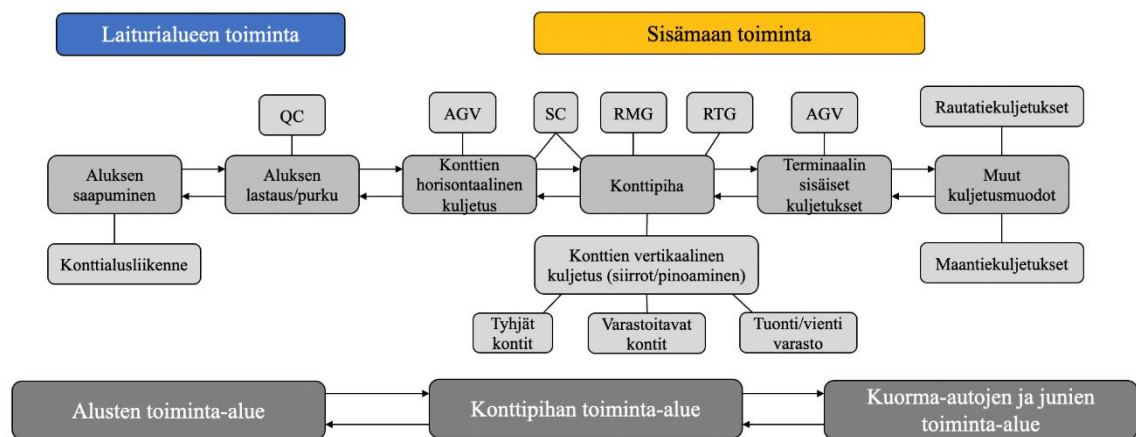 Laiturialueen toiminta
Sisämaan toiminta
QC
AGV
SC
RMG
RTG
AGV
Rautatiekuljetukset
Aluksen
saapuminen
Aluksen
lastaus/purku
Konttien
horisontaalinen
kuljetus
Konttipiha
Terminaalin
sisäiset
kuljetukset
Muut
kuljetusmuodot
Konttialusliikenne
Konttien vertikaalinen
kuljetus (siirrot/pinoaminen)
Maantiekuljetukset
Tyhjät
kontit
Varastoitavat
kontit
Tuonti/vienti
varasto
Alusten toiminta-alue
Konttipihan toiminta-alue
Kuorma-autojen ja junien
toiminta-alue